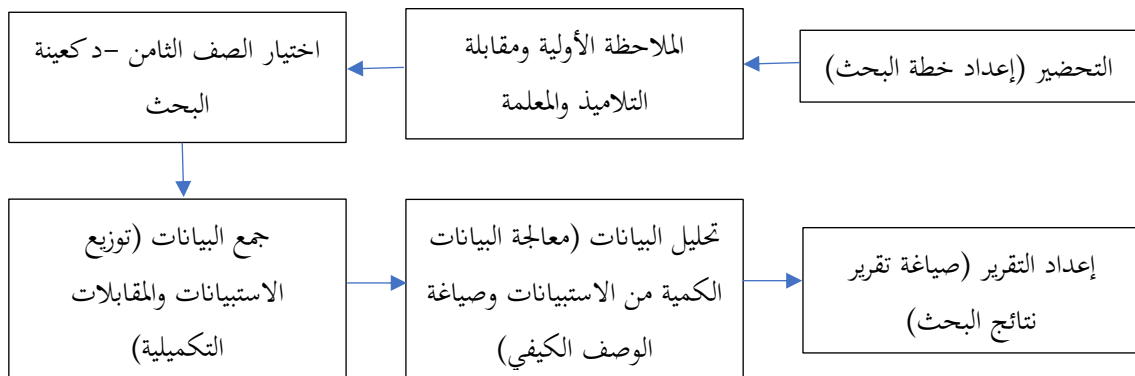 التحضير (إعداد خطة البحث)
الملاحظة الأولية ومقابلة
التلاميذ والمعلمة
اختيار الصف الثامن –د كعينة
البحث
جمع البيانات (توزيع
الاستبيانات والمقابلات
التكميلية)
تحليل البيانات (معالجة البيانات
الكمية من الاستبيانات وصياغة
الوصف الكيفي)
إعداد التقرير (صياغة تقرير
نتائج البحث)